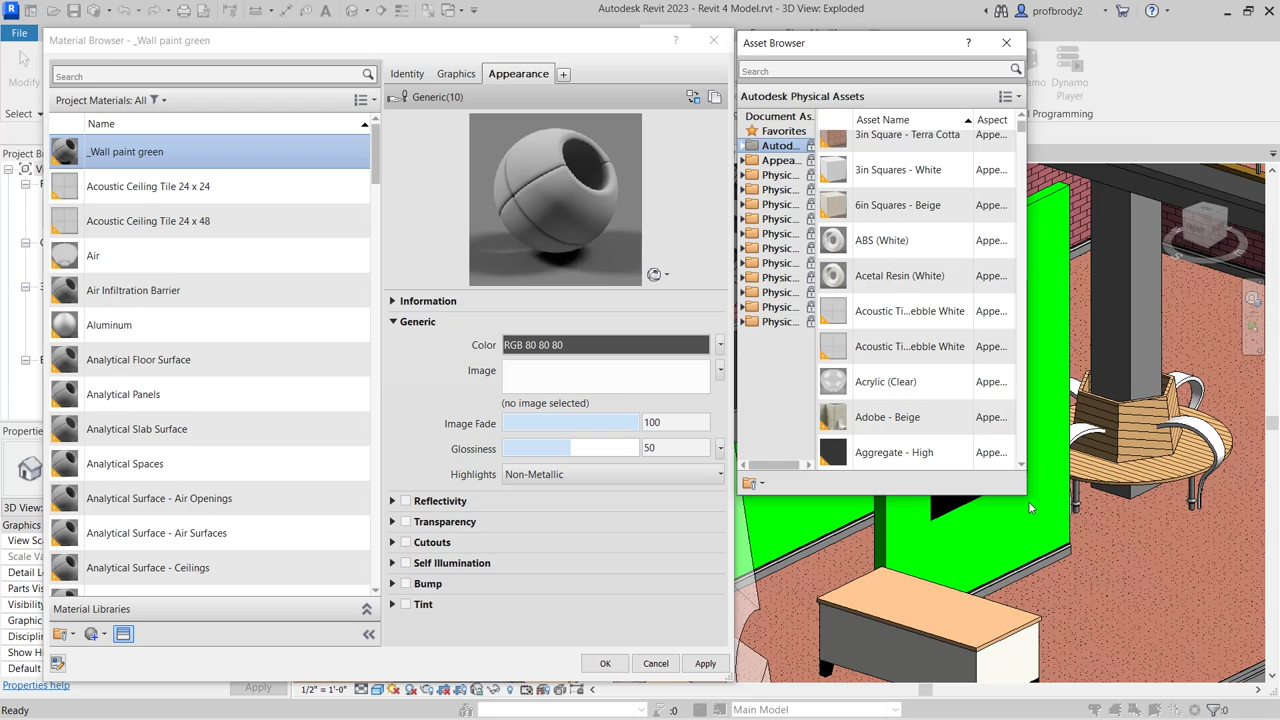 Autodesk Revit 2023 - Revit 4 Model.rvt - 3D View: Exploded
profbrody2
File
Modify
Select
Project B
Properties
3D View:
Graphics
View Sc
Scale Va
Detail L
Parts Vis
Visibility
Graphic
Disciplin
Show Hi
Default
Properties help
Apply
Material Browser - _Wall paint green
?
Search
Project Materials: All
Name
_Wall paint green
Acoustic Ceiling Tile 24 x 24
Acoustic Ceiling Tile 24 x 48
Air
Air Infiltration Barrier
Aluminum
Analytical Floor Surface
Analytical Panels
Analytical Slab Surface
Analytical Spaces
Analytical Surface - Air Openings
Analytical Surface - Air Surfaces
Analytical Surface - Ceilings
Material Libraries
Identity
Graphics
Appearance
Generic(10)
Information
Generic
Color
RGB 80 80 80
Image
(no image selected)
Image Fade
100
Glossiness
50
Highlights
Non-Metallic
Reflectivity
Transparency
Cutouts
Self Illumination
Bump
Tint
OK
Cancel
Apply
Asset Browser
?
Search
Autodesk Physical Assets
Document As.
Favorites
Autod...
Appea...
Physic...
Physic...
Physic...
Physic...
Physic...
Physic...
Physic...
Physic...
Physic...
Physic...
Physic...
Asset Name
Aspect
3in Square - Terra Cotta
Appe...
3in Squares - White
Appe...
6in Squares - Beige
Appe...
ABS (White)
Appe...
Acetal Resin (White)
Appe...
Acoustic Ti...ebble White
Appe...
Acoustic Ti...ebble White
Appe...
Acrylic (Clear)
Appe...
Adobe - Beige
Appe...
Aggregate - High
Appe...
Dynamo
Player
Programming
FRONT
1/2" = 1'-0"
Ready
:0
Main Model
:0